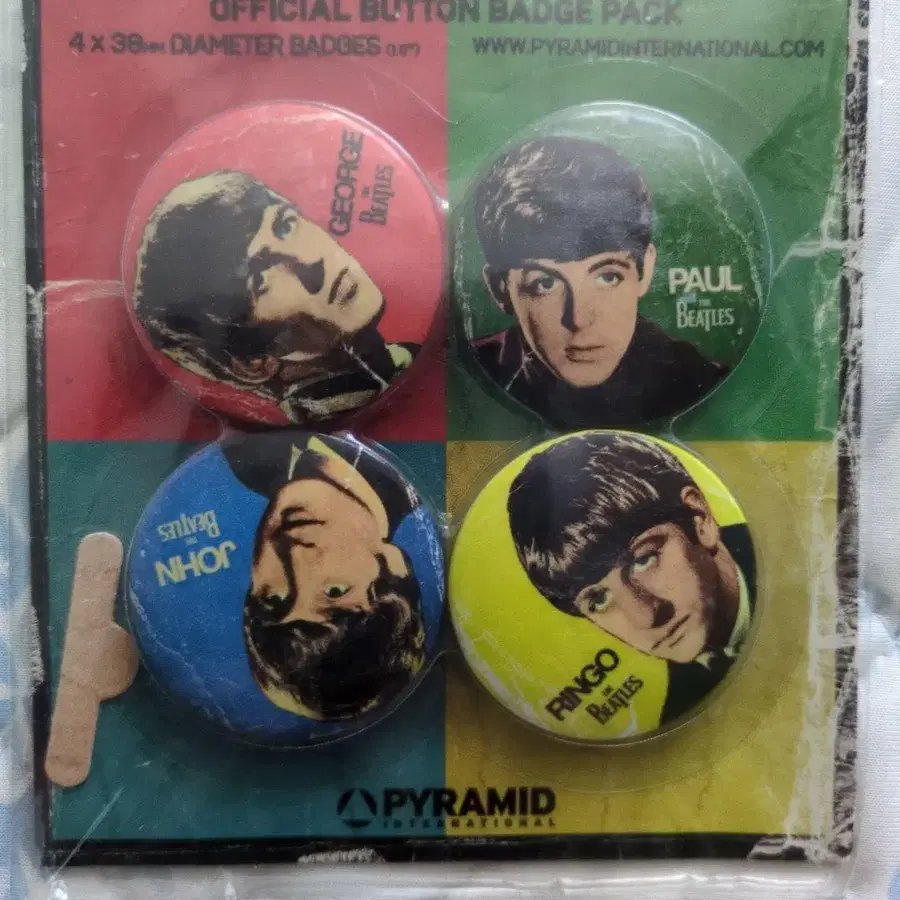 OFFICIAL BUTTON BADGE PACK
4 x 38mm DIAMETER BADGES (1.5")
WWW.PYRAMIDINTERNATIONAL.COM
GEORGE
THE
BEATLES
PAUL
THE
BEATLES
JOHN
THE
BEATLES
RINGO
THE
BEATLES
PYRAMID
INTERNATIONAL